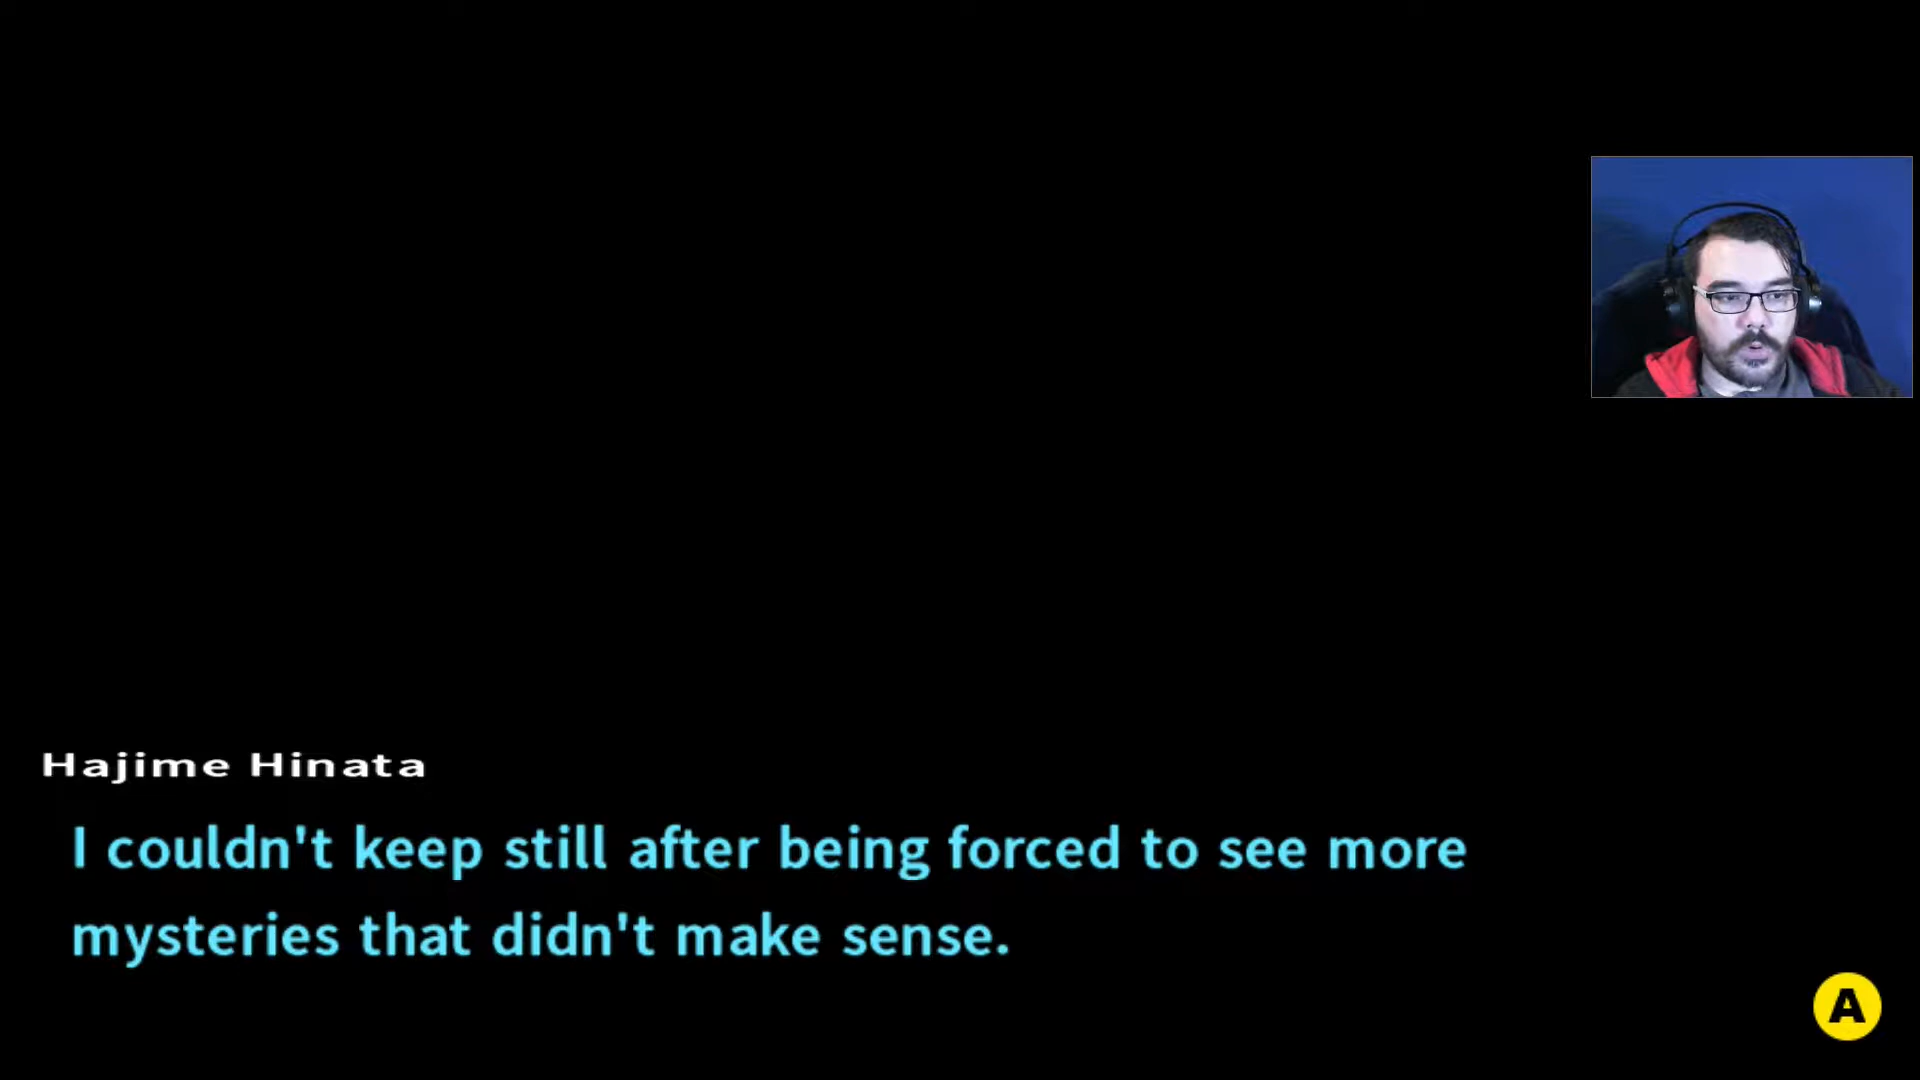 Hajime Hinata
I couldn't keep still after being forced to see more
mysteries that didn't make sense.
A